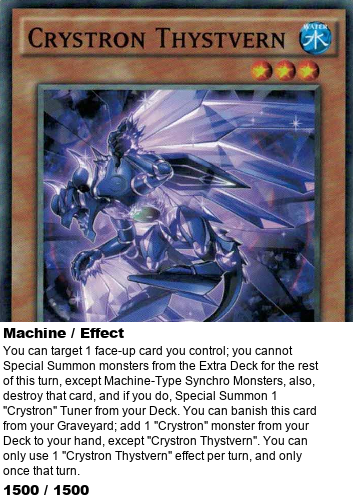 CRYSTRON THYSTVERN
WATER
水
Machine / Effect
You can target 1 face-up card you control; you cannot
Special Summon monsters from the Extra Deck for the rest
of this turn, except Machine-Type Synchro Monsters, also,
destroy that card, and if you do, Special Summon 1
"Crystron" Tuner from your Deck. You can banish this card
from your Graveyard; add 1 "Crystron" monster from your
Deck to your hand, except "Crystron Thystvern". You can
only use 1 "Crystron Thystvern" effect per turn, and only
once that turn.
1500 / 1500